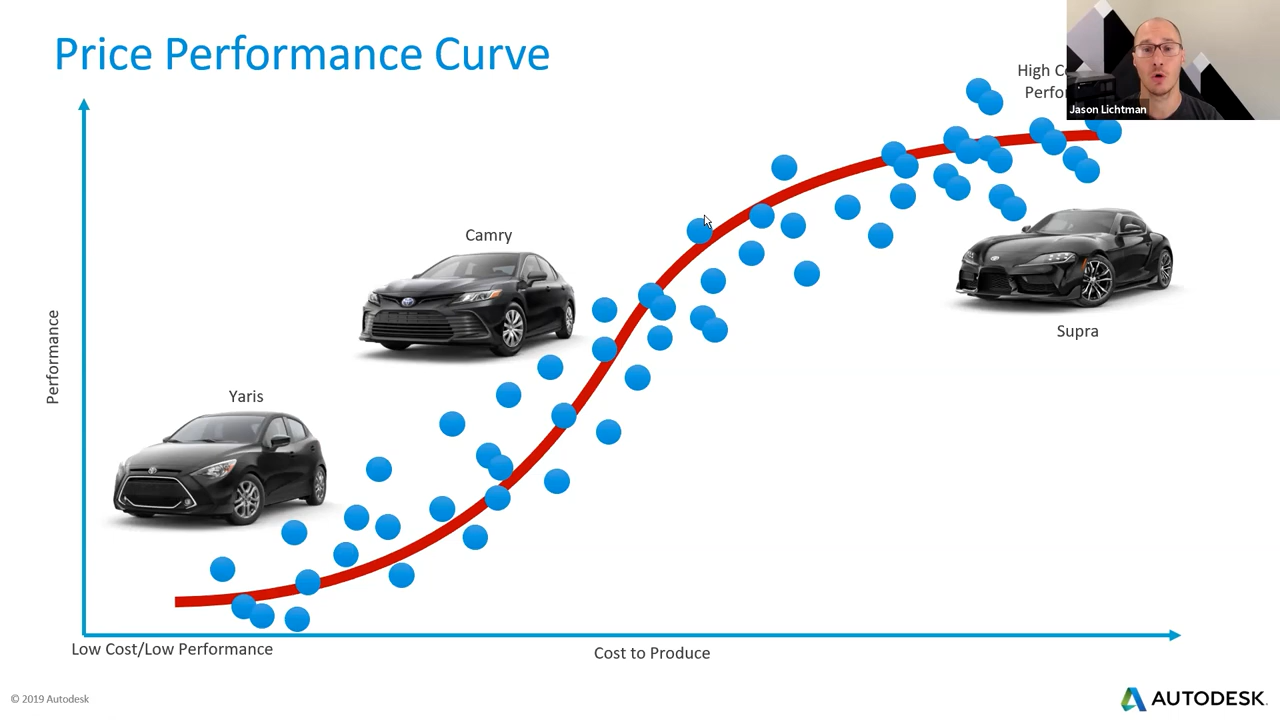 Price Performance Curve
High
Jason Lichtman
Camry
Yaris
Supra
Performance
Low Cost/Low Performance
Cost to Produce
© 2019 Autodesk
AUTODESK.